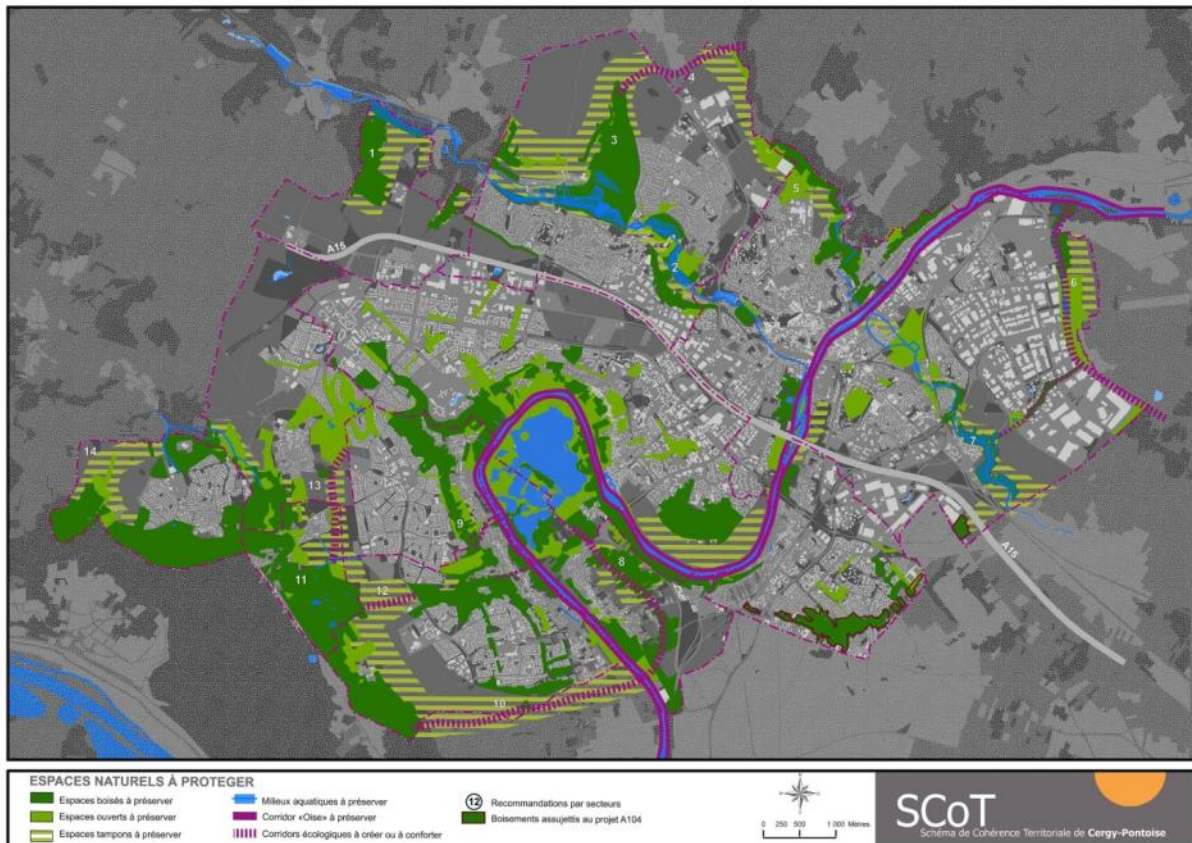 4
3
1
5
A15
2
6
7
14
13
9
8
11
12
A15
10
ESPACES NATURELS À PROTEGER
Espaces boisés à préserver
Espaces ouverts à préserver
Espaces tampons à préserver
Milieux aquatiques à préserver
Corridor «Oise» à préserver
Corridors écologiques à créer ou à conforter
12 Recommandations par secteurs
Boisements assujettis au projet A104
0 250 500 1 000 Mètres
SCoT
Schéma de Cohérence Territoriale de Cergy-Pontoise